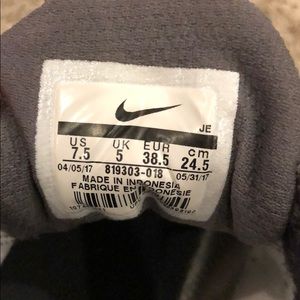 JE
US UK EUR cm
7.5 5 38.5 24.5
04/05/17 819303-018 05/31/17
MADE IN INDONESIA
FABRIQUE EN INDONESIE